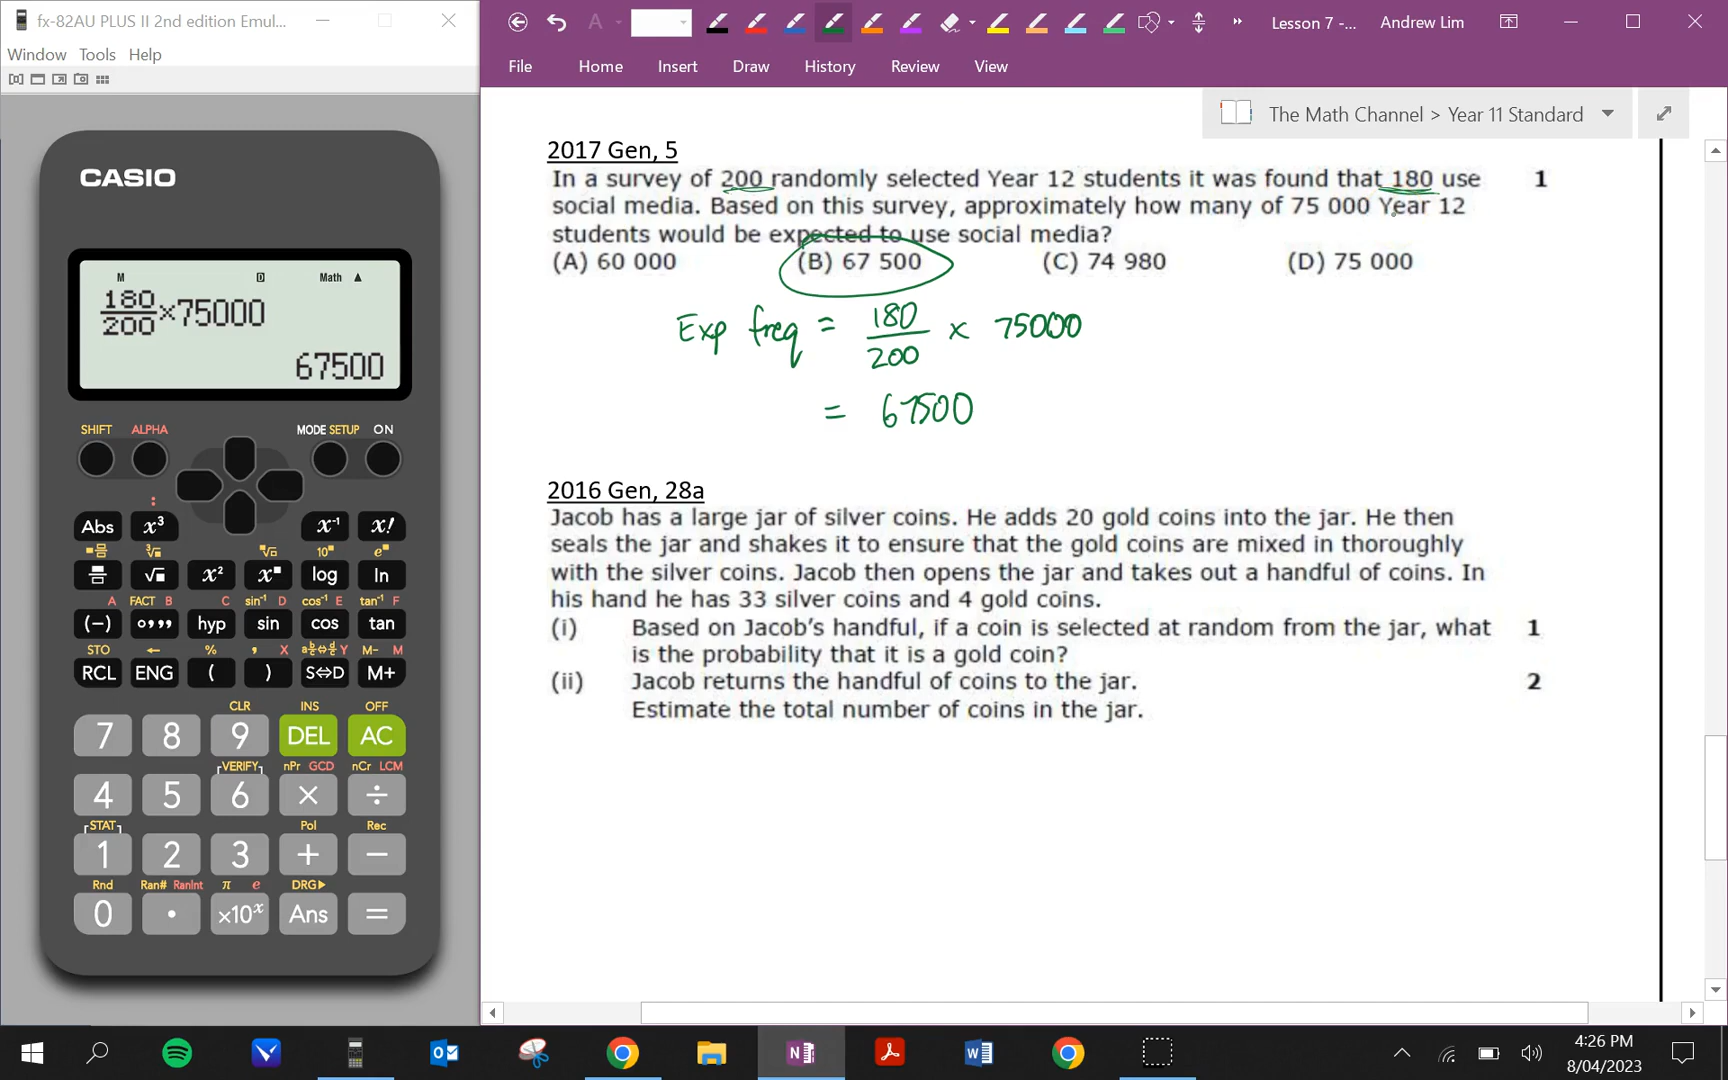 fx-82AU PLUS II 2nd edition Emul...
Window Tools Help
CASIO
M D Math ▲
180/200×75000
67500
SHIFT ALPHA MODE SETUP ON
:
Abs x³ x⁻¹ x!
³√ 10 e
√ x² x log ln
A FACT B C sin⁻¹ D cos⁻¹ E tan⁻¹ F
(−) hyp sin cos tan
STO ← % , X Y M− M
RCL ENG ( ) S⇔D M+
CLR INS OFF
7 8 9 DEL AC
VERIFY nPr GCD nCr LCM
4 5 6 × ÷
STAT Pol Rec
1 2 3 + −
Rnd Ran# RanInt π e DRG▶
0 • ×10ˣ Ans =
Lesson 7 -... Andrew Lim
File Home Insert Draw History Review View
The Math Channel > Year 11 Standard
2017 Gen, 5
In a survey of 200 randomly selected Year 12 students it was found that 180 use 1
social media. Based on this survey, approximately how many of 75 000 Year 12
students would be expected to use social media?
(A) 60 000 (B) 67 500 (C) 74 980 (D) 75 000
Exp freq = 180/200 × 75000
= 67500
2016 Gen, 28a
Jacob has a large jar of silver coins. He adds 20 gold coins into the jar. He then
seals the jar and shakes it to ensure that the gold coins are mixed in thoroughly
with the silver coins. Jacob then opens the jar and takes out a handful of coins. In
his hand he has 33 silver coins and 4 gold coins.
(i) Based on Jacob's handful, if a coin is selected at random from the jar, what 1
is the probability that it is a gold coin?
(ii) Jacob returns the handful of coins to the jar. 2
Estimate the total number of coins in the jar.
4:26 PM
8/04/2023